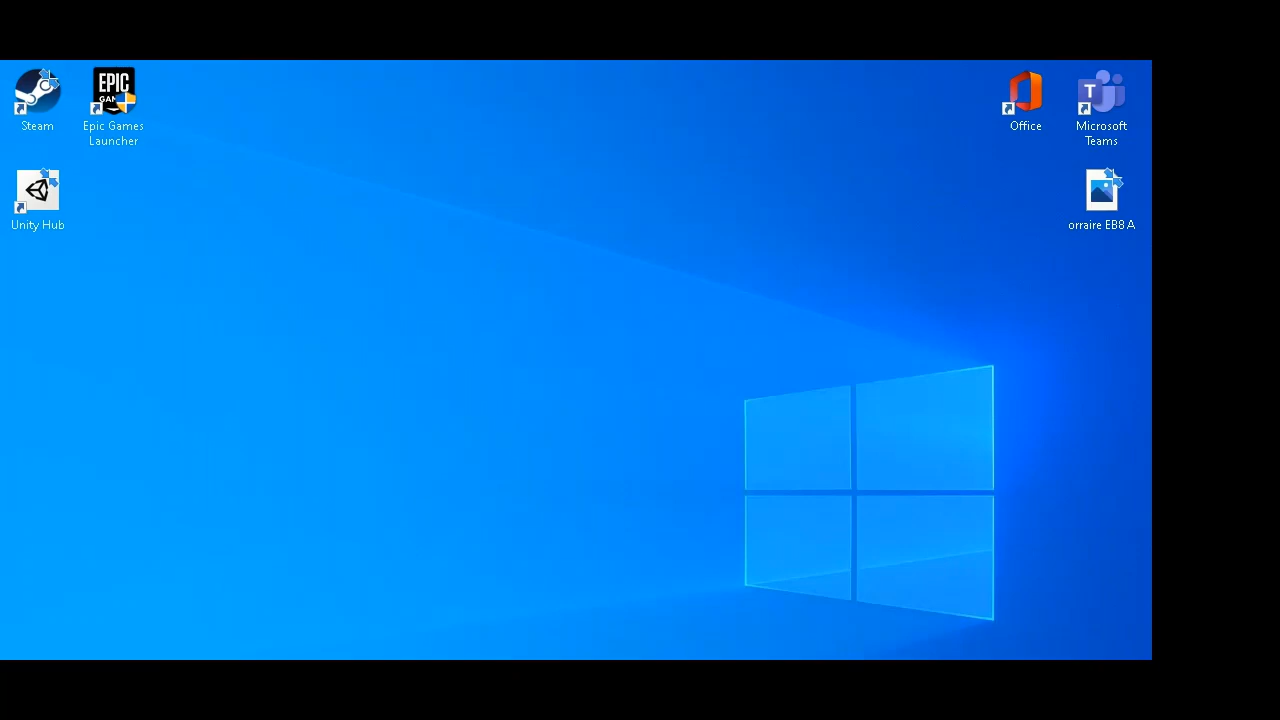 EPIC
Steam
Epic Games
Launcher
Office
T
Microsoft
Teams
Unity Hub
orraire EB8 A